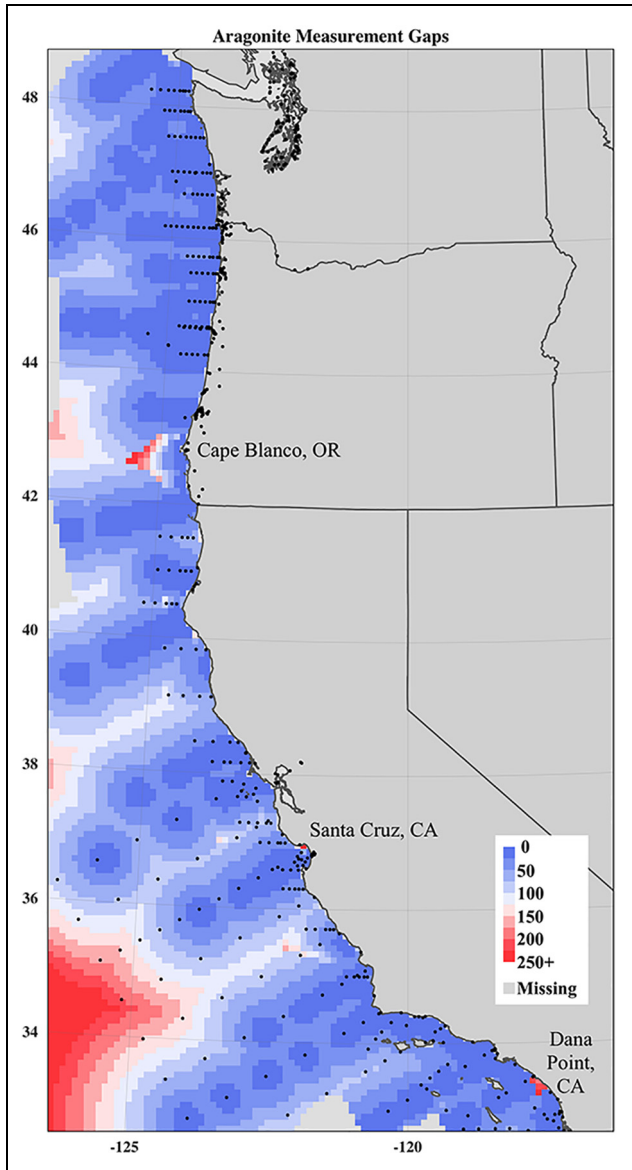 Aragonite Measurement Gaps
48
46
44
Cape Blanco, OR
42
40
38
Santa Cruz, CA
0
50
100
150
200
250+
Missing
36
34
Dana
Point,
CA
-125
-120